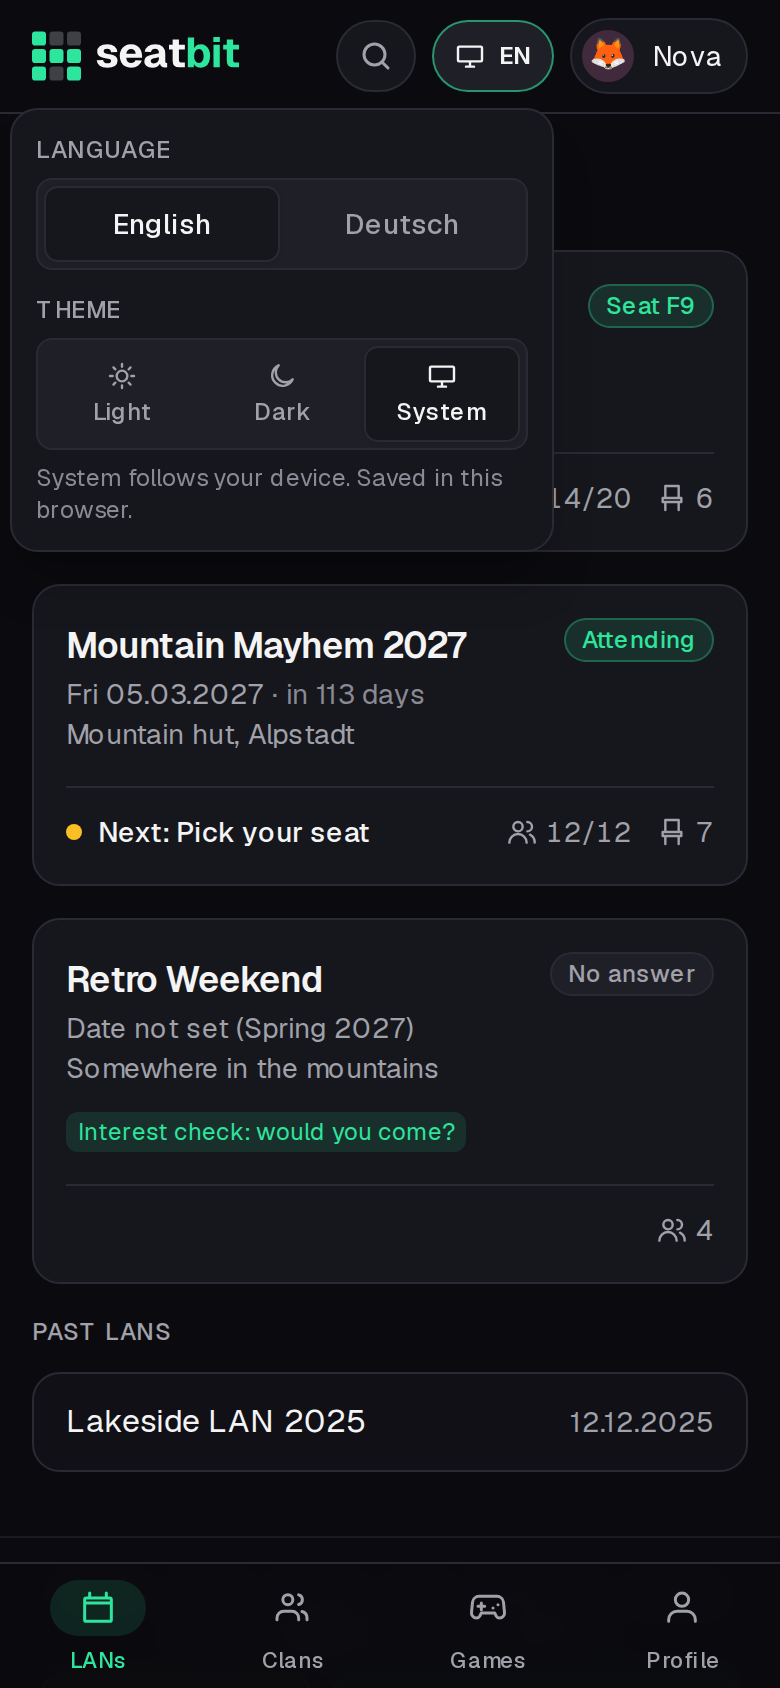 seatbit
EN
Nova
LANGUAGE
English
Deutsch
THEME
Light
Dark
System
System follows your device. Saved in this
browser.
Seat F9
14/20
6
Mountain Mayhem 2027
Attending
Fri 05.03.2027 · in 113 days
Mountain hut, Alpstadt
Next: Pick your seat
12/12
7
Retro Weekend
No answer
Date not set (Spring 2027)
Somewhere in the mountains
Interest check: would you come?
4
PAST LANS
Lakeside LAN 2025
12.12.2025
LANs
Clans
Games
Profile